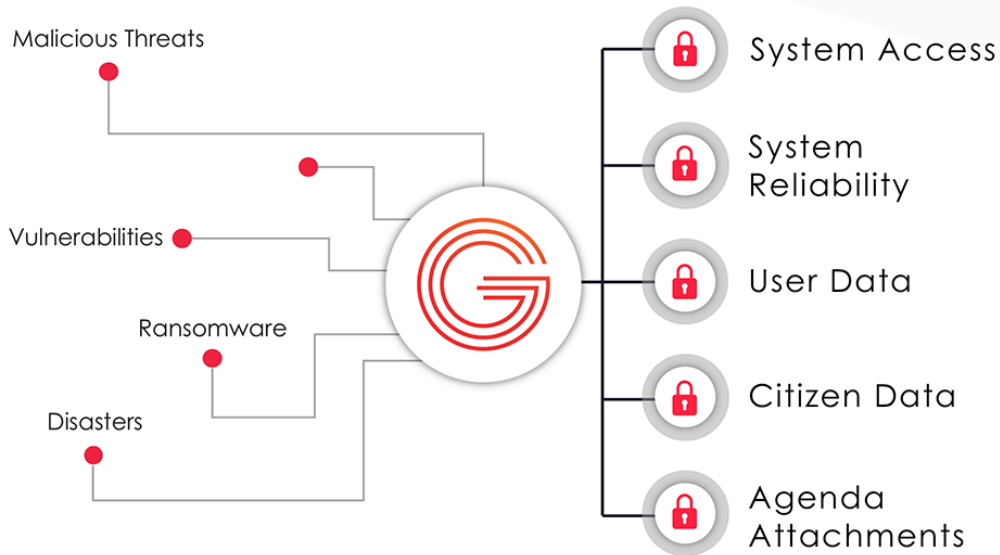 Malicious Threats
Vulnerabilities
Ransomware
Disasters
System Access
System
Reliability
User Data
Citizen Data
Agenda
Attachments